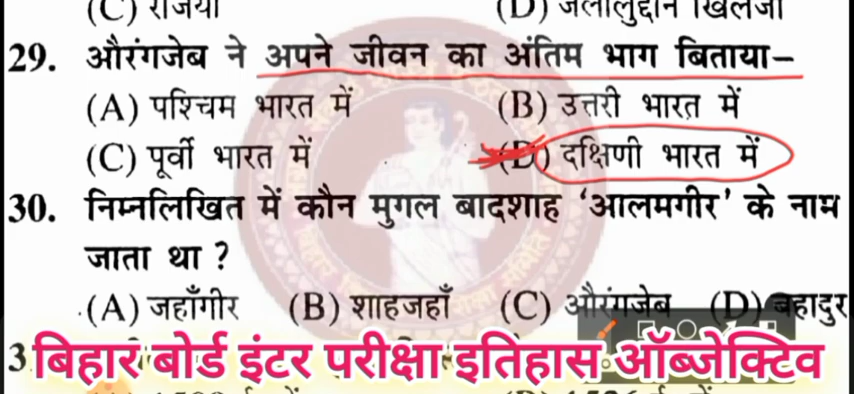 (C) रजिया (D) जलालुद्दीन खिलजी
29. औरंगजेब ने अपने जीवन का अंतिम भाग बिताया–
(A) पश्चिम भारत में (B) उत्तरी भारत में
(C) पूर्वी भारत में (D) दक्षिणी भारत में
30. निम्नलिखित में कौन मुगल बादशाह ‘आलमगीर’ के नाम
जाता था ?
(A) जहाँगीर (B) शाहजहाँ (C) औरंगजेब (D) बहादुर
बिहार बोर्ड इंटर परीक्षा इतिहास ऑब्जेक्टिव